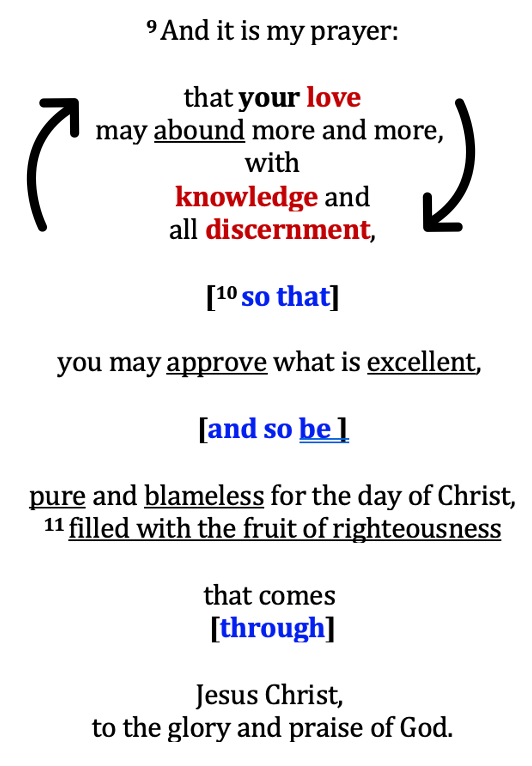 ⁹ And it is my prayer:
that your love
may abound more and more,
with
knowledge and
all discernment,
[¹⁰ so that]
you may approve what is excellent,
[and so be ]
pure and blameless for the day of Christ,
¹¹ filled with the fruit of righteousness
that comes
[through]
Jesus Christ,
to the glory and praise of God.